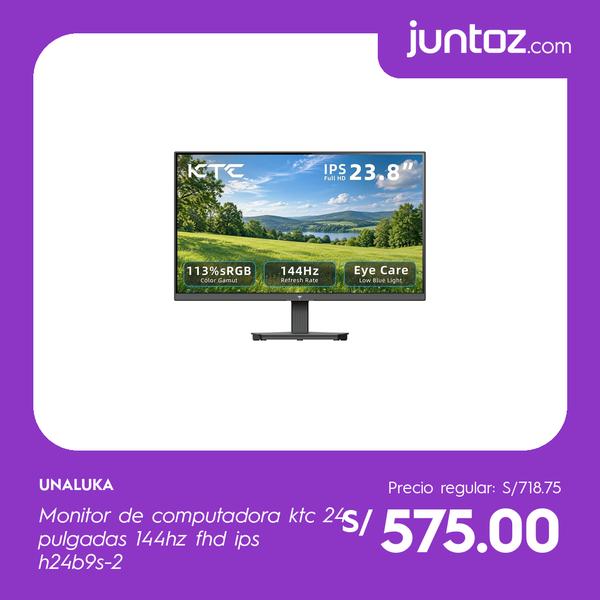 juntoz.com
KTC
IPS 23.8”
Full HD
113%sRGB
Color Gamut
144Hz
Refresh Rate
Eye Care
Low Blue Light
UNALUKA
Monitor de computadora ktc 24
pulgadas 144hz fhd ips
h24b9s-2
Precio regular: S/718.75
S/ 575.00